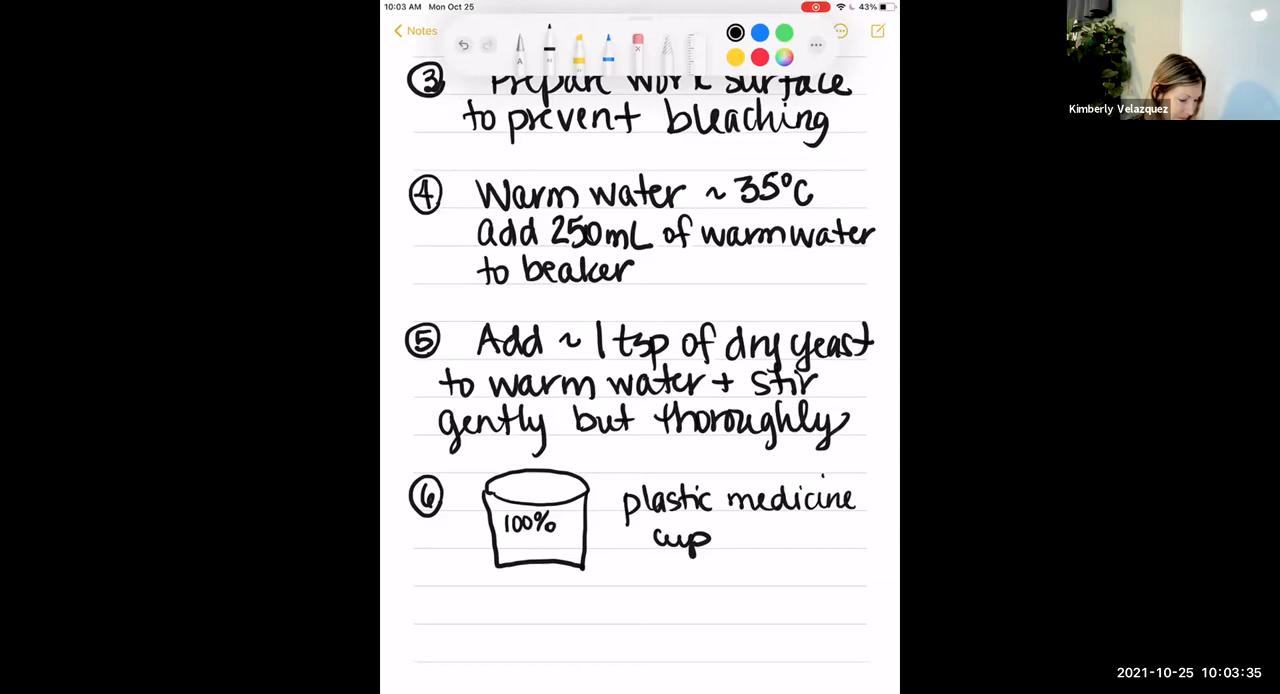 10:03 AM Mon Oct 25
43%
Notes
A
③ Prepare work surface
to prevent bleaching
④ Warm water ~ 35°C
add 250mL of warm water
to beaker
⑤ Add ~ 1 tsp of dry yeast
to warm water + stir
gently but thoroughly
⑥ 100% plastic medicine
cup
Kimberly Velazquez
2021-10-25 10:03:35